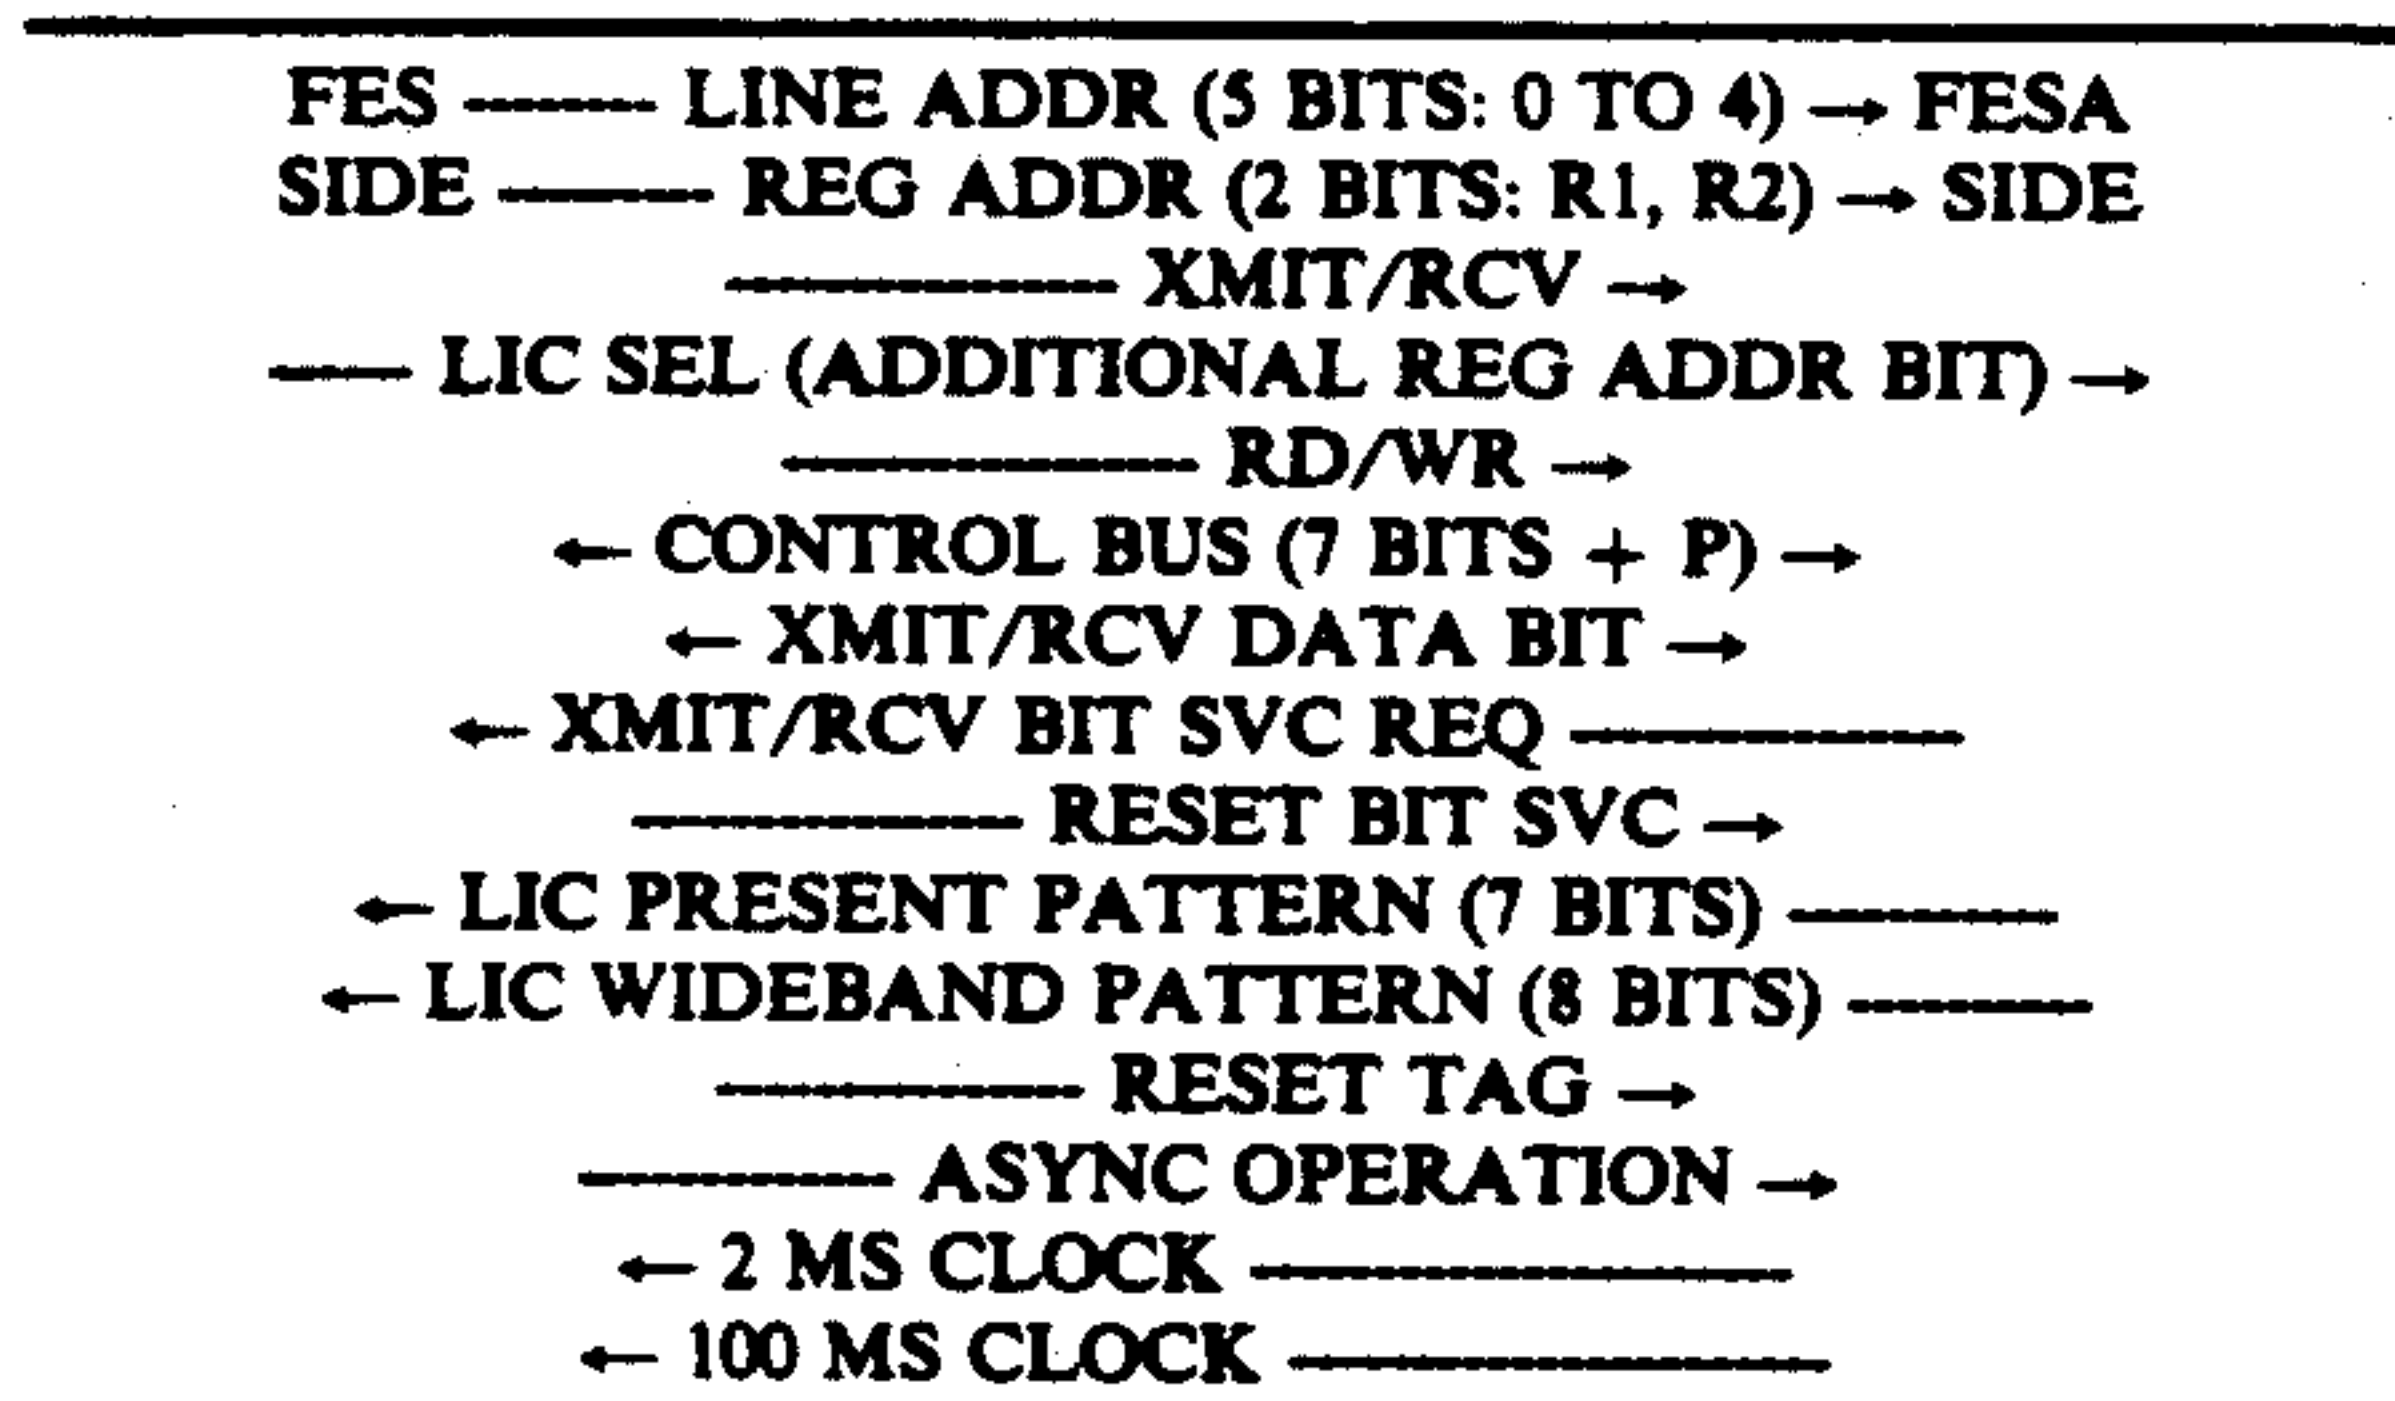 FES —— LINE ADDR (5 BITS: 0 TO 4) → FESA
SIDE —— REG ADDR (2 BITS: R1, R2) → SIDE
—— XMIT/RCV →
—— LIC SEL (ADDITIONAL REG ADDR BIT) →
—— RD/WR →
← CONTROL BUS (7 BITS + P) →
← XMIT/RCV DATA BIT →
← XMIT/RCV BIT SVC REQ ——
—— RESET BIT SVC →
← LIC PRESENT PATTERN (7 BITS) ——
← LIC WIDEBAND PATTERN (8 BITS) ——
—— RESET TAG →
—— ASYNC OPERATION →
← 2 MS CLOCK ——
← 100 MS CLOCK ——